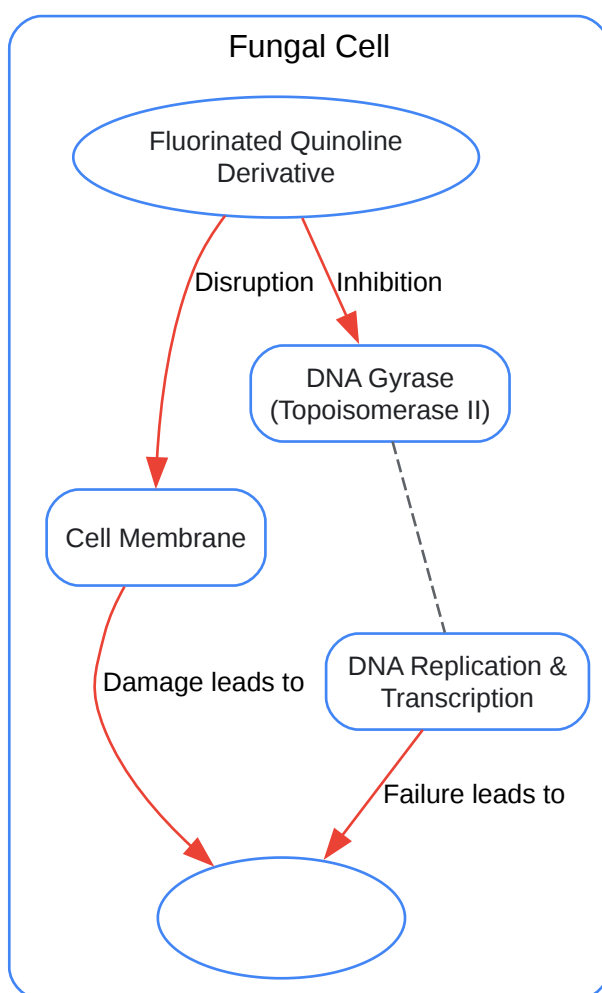 Fungal Cell
Fluorinated Quinoline
Derivative
Disruption
Inhibition
DNA Gyrase
(Topoisomerase II)
Cell Membrane
DNA Replication &
Transcription
Damage leads to
Failure leads to